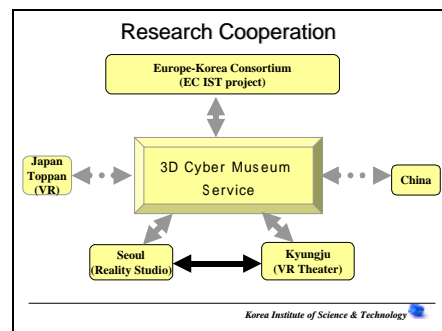 Research Cooperation
Europe-Korea Consortium
(EC IST project)
Japan
Toppan
(VR)
3D Cyber Museum
Service
China
Seoul
(Reality Studio)
Kyungju
(VR Theater)
Korea Institute of Science & Technology